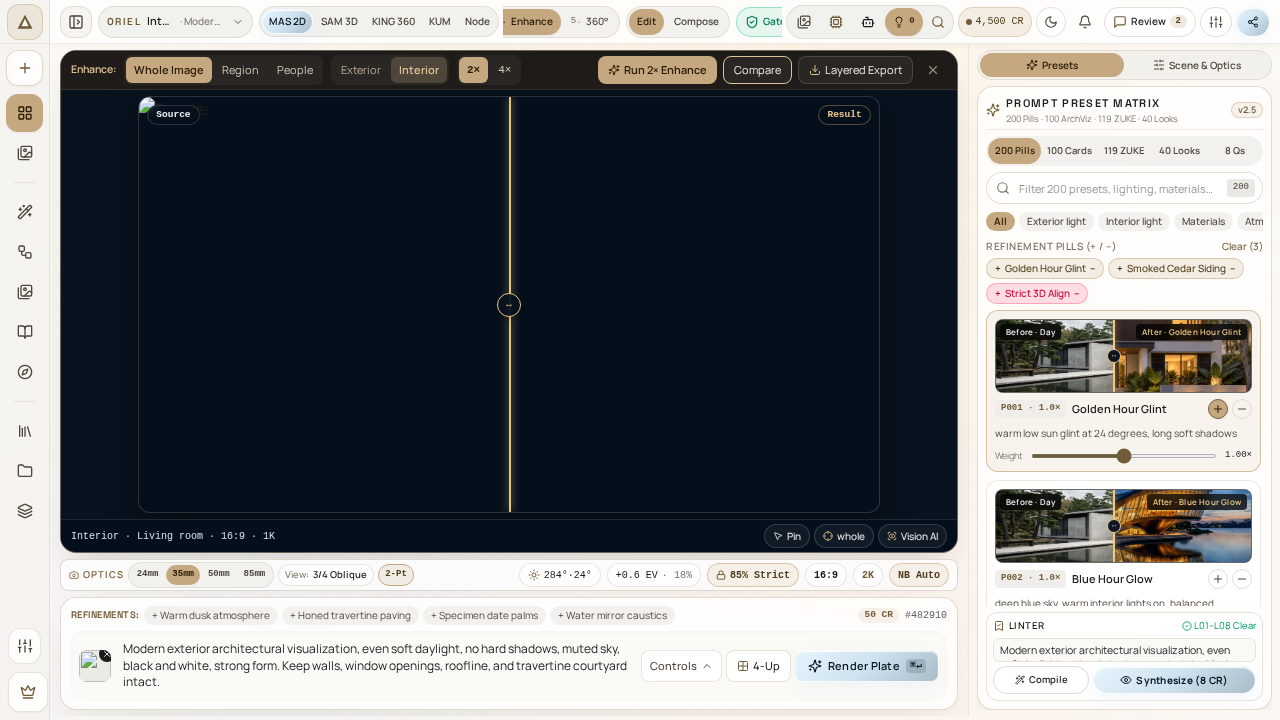 ORIEL Int... · Moder...
MAS 2D SAM 3D KING 360 KUM Node
Enhance 5. 360°
Edit Compose
Gate
0
4,500 CR
Review 2
Enhance: Whole Image Region People Exterior Interior 2× 4×
Run 2× Enhance Compare Layered Export
Source
Result
↔
Interior · Living room · 16:9 · 1K
Pin whole Vision AI
OPTICS 24mm 35mm 50mm 85mm View: 3/4 Oblique 2-Pt
284°·24° +0.6 EV · 18% 85% Strict 16:9 2K NB Auto
REFINEMENTS: + Warm dusk atmosphere + Honed travertine paving + Specimen date palms + Water mirror caustics
50 CR #482910
Modern exterior architectural visualization, even soft daylight, no hard shadows, muted sky,
black and white, strong form. Keep walls, window openings, roofline, and travertine courtyard
intact.
Controls 4-Up Render Plate ⌘↵
Presets Scene & Optics
PROMPT PRESET MATRIX
200 Pills · 100 ArchViz · 119 ZUKE · 40 Looks
v2.5
200 Pills 100 Cards 119 ZUKE 40 Looks 8 Qs
Filter 200 presets, lighting, materials... 200
All Exterior light Interior light Materials Atm
REFINEMENT PILLS (+ / −) Clear (3)
+ Golden Hour Glint − + Smoked Cedar Siding −
+ Strict 3D Align −
Before · Day After · Golden Hour Glint
P001 · 1.0× Golden Hour Glint + −
warm low sun glint at 24 degrees, long soft shadows
Weight 1.00×
Before · Day After · Blue Hour Glow
P002 · 1.0× Blue Hour Glow + −
deep blue sky, warm interior lights on, balanced
LINTER L01–L08 Clear
Modern exterior architectural visualization, even
Compile Synthesize (8 CR)